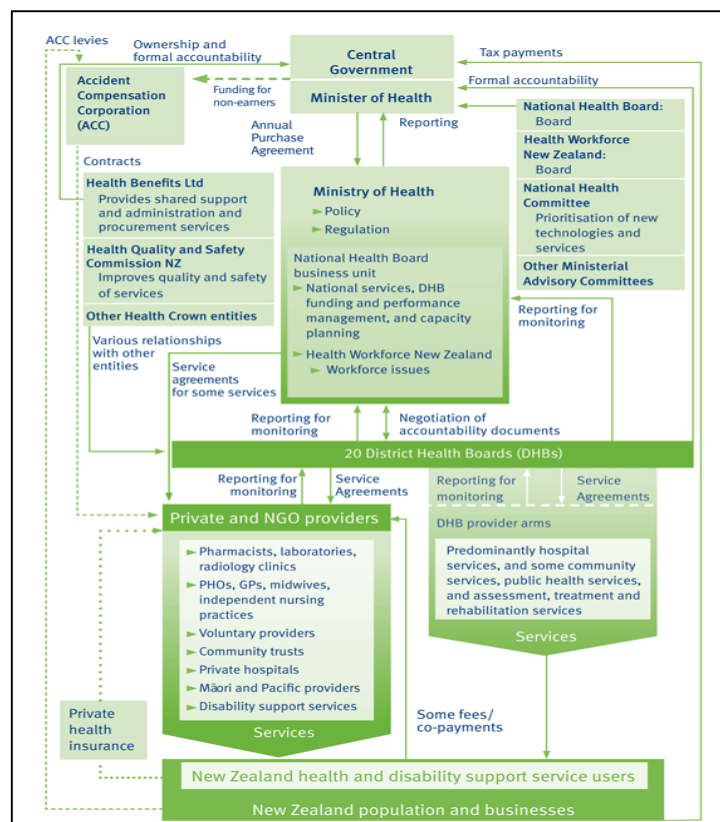 ACC levies
Ownership and
formal accountability
Central
Government
Tax payments
Accident
Compensation
Corporation
(ACC)
Funding for
non-earners
Minister of Health
Formal accountability
Annual
Purchase
Agreement
Reporting
National Health Board:
Board
Health Workforce
New Zealand:
Board
National Health
Committee
Prioritisation of new
technologies and
services
Other Ministerial
Advisory Committees
Contracts
Health Benefits Ltd
Provides shared support
and administration and
procurement services
Health Quality and Safety
Commission NZ
Improves quality and safety
of services
Other Health Crown entities
Ministry of Health
► Policy
► Regulation
National Health Board
business unit
► National services, DHB
funding and performance
management, and capacity
planning
► Health Workforce New Zealand
► Workforce issues
Reporting for
monitoring
Various relationships
with other
entities
Service
agreements
for some services
Reporting for
monitoring
Negotiation of
accountability documents
20 District Health Boards (DHBs)
Reporting for
monitoring
Service
Agreements
Reporting for
monitoring
Service
Agreements
Private and NGO providers
► Pharmacists, laboratories,
radiology clinics
► PHOs, GPs, midwives,
independent nursing
practices
► Voluntary providers
► Community trusts
► Private hospitals
► Māori and Pacific providers
► Disability support services
Services
DHB provider arms
Predominantly hospital
services, and some community
services, public health services,
and assessment, treatment and
rehabilitation services
Services
Private
health
insurance
Some fees/
co-payments
New Zealand health and disability support service users
New Zealand population and businesses